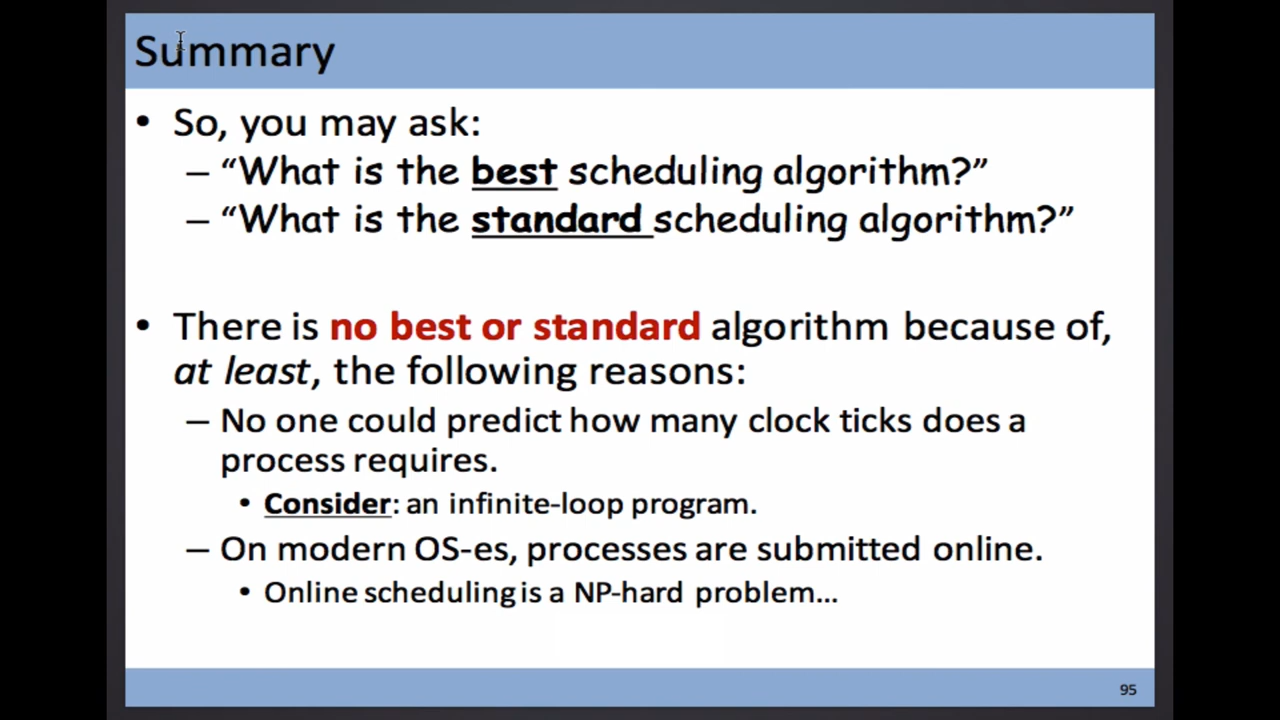 Summary
• So, you may ask:
– “What is the best scheduling algorithm?”
– “What is the standard scheduling algorithm?”
• There is no best or standard algorithm because of,
at least, the following reasons:
– No one could predict how many clock ticks does a
process requires.
• Consider: an infinite-loop program.
– On modern OS-es, processes are submitted online.
• Online scheduling is a NP-hard problem...
95